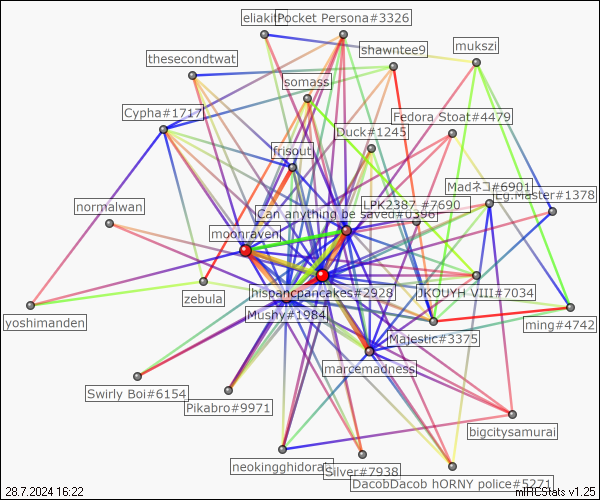 eliakith
Pocket Persona#3326
shawntee9
mukszi
thesecondtwat
somass
Cypha#1717
Fedora Stoat#4479
Duck#1245
frisout
Madネコ#6901
Eg.Master#1378
LPK2387 #7690
normalwan
Can anything be saved#0396
moonraven
zebula
hispancpancakes#2928
JKOUYH VIII#7034
Mushy#1984
yoshimanden
ming#4742
Majestic#3375
marcemadness
Swirly Boi#6154
Pikabro#9971
bigcitysamurai
neokingghidorah
Silver#7938
DacobDacob hORNY police#5271
28.7.2024 16:22
mIRCStats v1.25